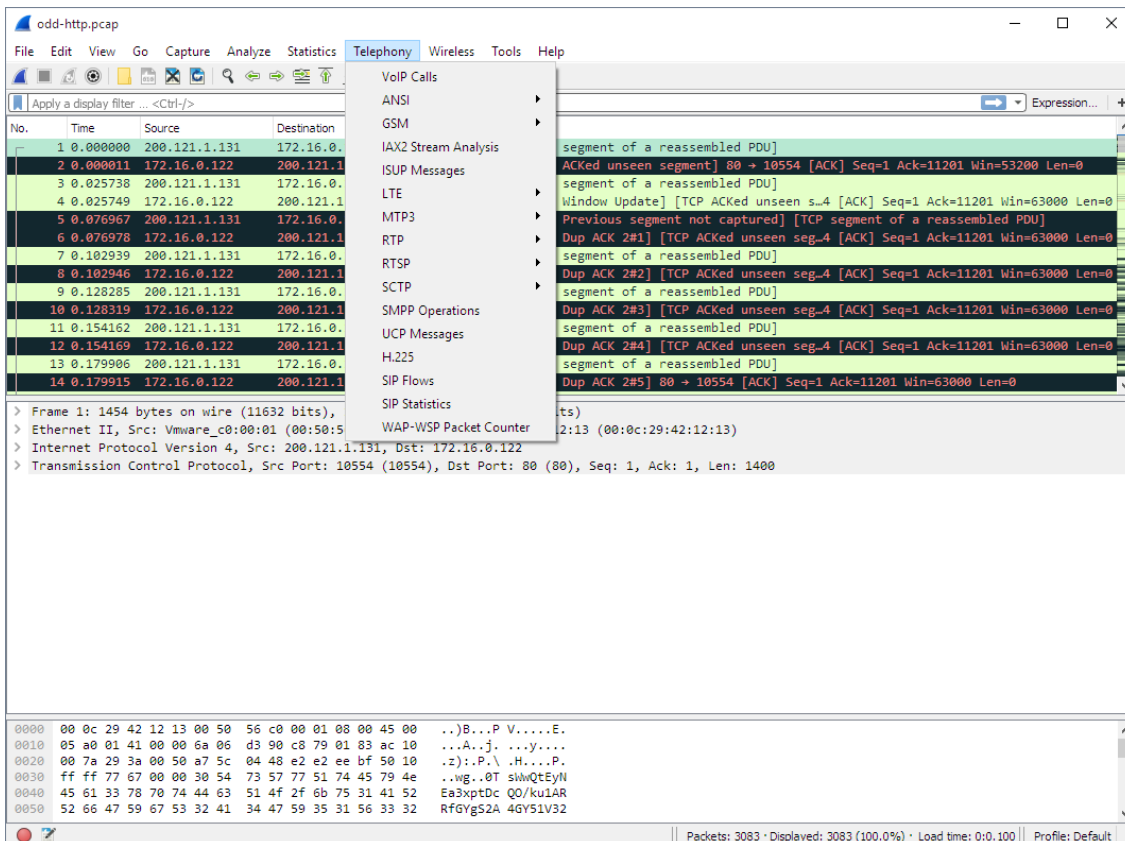 odd-http.pcap
File Edit View Go Capture Analyze Statistics Telephony Wireless Tools Help
Apply a display filter ... <Ctrl-/> Expression... +
VoIP Calls
ANSI
GSM
IAX2 Stream Analysis
ISUP Messages
LTE
MTP3
RTP
RTSP
SCTP
SMPP Operations
UCP Messages
H.225
SIP Flows
SIP Statistics
WAP-WSP Packet Counter
No. Time Source Destination
1 0.000000 200.121.1.131 172.16.0. segment of a reassembled PDU]
2 0.000011 172.16.0.122 200.121.1 ACKed unseen segment] 80 → 10554 [ACK] Seq=1 Ack=11201 Win=53200 Len=0
3 0.025738 200.121.1.131 172.16.0. segment of a reassembled PDU]
4 0.025749 172.16.0.122 200.121.1 Window Update] [TCP ACKed unseen s…4 [ACK] Seq=1 Ack=11201 Win=63000 Len=0
5 0.076967 200.121.1.131 172.16.0. Previous segment not captured] [TCP segment of a reassembled PDU]
6 0.076978 172.16.0.122 200.121.1 Dup ACK 2#1] [TCP ACKed unseen seg…4 [ACK] Seq=1 Ack=11201 Win=63000 Len=0
7 0.102939 200.121.1.131 172.16.0. segment of a reassembled PDU]
8 0.102946 172.16.0.122 200.121.1 Dup ACK 2#2] [TCP ACKed unseen seg…4 [ACK] Seq=1 Ack=11201 Win=63000 Len=0
9 0.128285 200.121.1.131 172.16.0. segment of a reassembled PDU]
10 0.128319 172.16.0.122 200.121.1 Dup ACK 2#3] [TCP ACKed unseen seg…4 [ACK] Seq=1 Ack=11201 Win=63000 Len=0
11 0.154162 200.121.1.131 172.16.0. segment of a reassembled PDU]
12 0.154169 172.16.0.122 200.121.1 Dup ACK 2#4] [TCP ACKed unseen seg…4 [ACK] Seq=1 Ack=11201 Win=63000 Len=0
13 0.179906 200.121.1.131 172.16.0. segment of a reassembled PDU]
14 0.179915 172.16.0.122 200.121.1 Dup ACK 2#5] 80 → 10554 [ACK] Seq=1 Ack=11201 Win=63000 Len=0
Frame 1: 1454 bytes on wire (11632 bits), ts)
Ethernet II, Src: Vmware_c0:00:01 (00:50:5 12:13 (00:0c:29:42:12:13)
Internet Protocol Version 4, Src: 200.121.1.131, Dst: 172.16.0.122
Transmission Control Protocol, Src Port: 10554 (10554), Dst Port: 80 (80), Seq: 1, Ack: 1, Len: 1400
0000 00 0c 29 42 12 13 00 50 56 c0 00 01 08 00 45 00 ..)B...P V.....E.
0010 05 a0 01 41 00 00 6a 06 d3 90 c8 79 01 83 ac 10 ...A..j. ...y....
0020 00 7a 29 3a 00 50 a7 5c 04 48 e2 e2 ee bf 50 10 .z):.P.\ .H....P.
0030 ff ff 77 67 00 00 30 54 73 57 77 51 74 45 79 4e ..wg..0T sWwQtEyN
0040 45 61 33 78 70 74 44 63 51 4f 2f 6b 75 31 41 52 Ea3xptDc QO/ku1AR
0050 52 66 47 59 67 53 32 41 34 47 59 35 31 56 33 32 RfGYgS2A 4GY51V32
Packets: 3083 · Displayed: 3083 (100.0%) · Load time: 0:0.100 Profile: Default